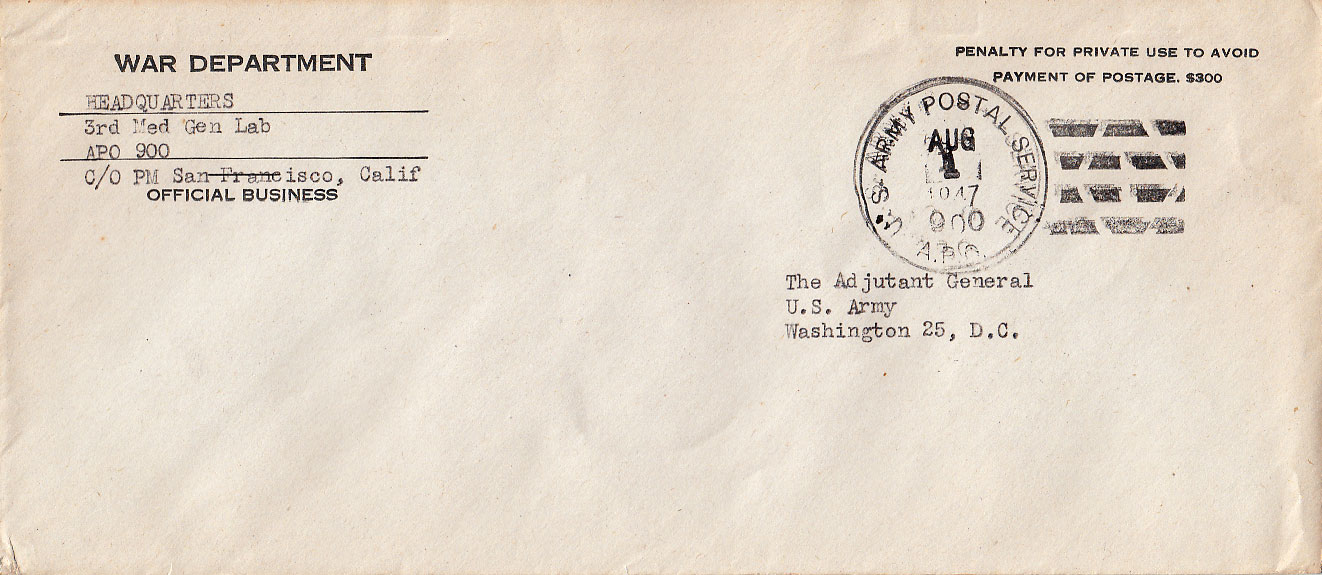 WAR DEPARTMENT
HEADQUARTERS
3rd Med Gen Lab
APO 900
C/O PM San Francisco, Calif
OFFICIAL BUSINESS
PENALTY FOR PRIVATE USE TO AVOID
PAYMENT OF POSTAGE. $300
U.S. ARMY POSTAL SERVICE
AUG
1
1947
900
A.P.O.
The Adjutant General
U.S. Army
Washington 25, D.C.